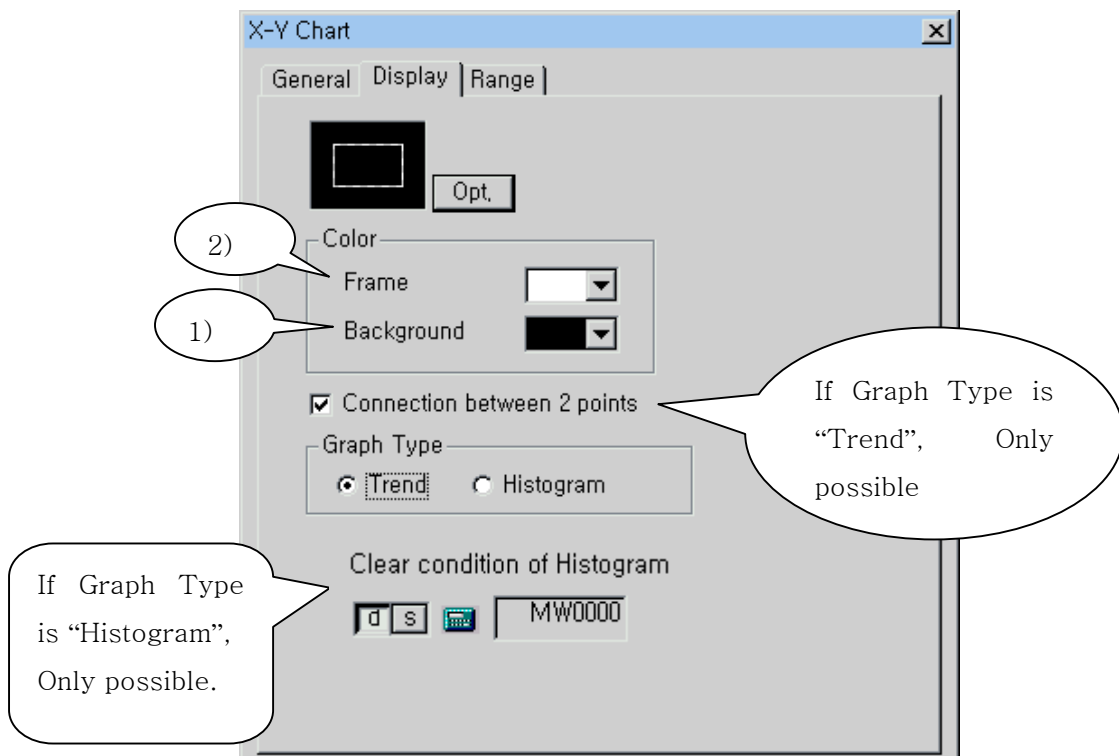 X-Y Chart
General Display Range
Opt.
2)
Color
Frame
1)
Background
Connection between 2 points
If Graph Type is
“Trend”, Only
possible
Graph Type
Trend Histogram
Clear condition of Histogram
If Graph Type
is “Histogram”,
Only possible.
d s MW0000